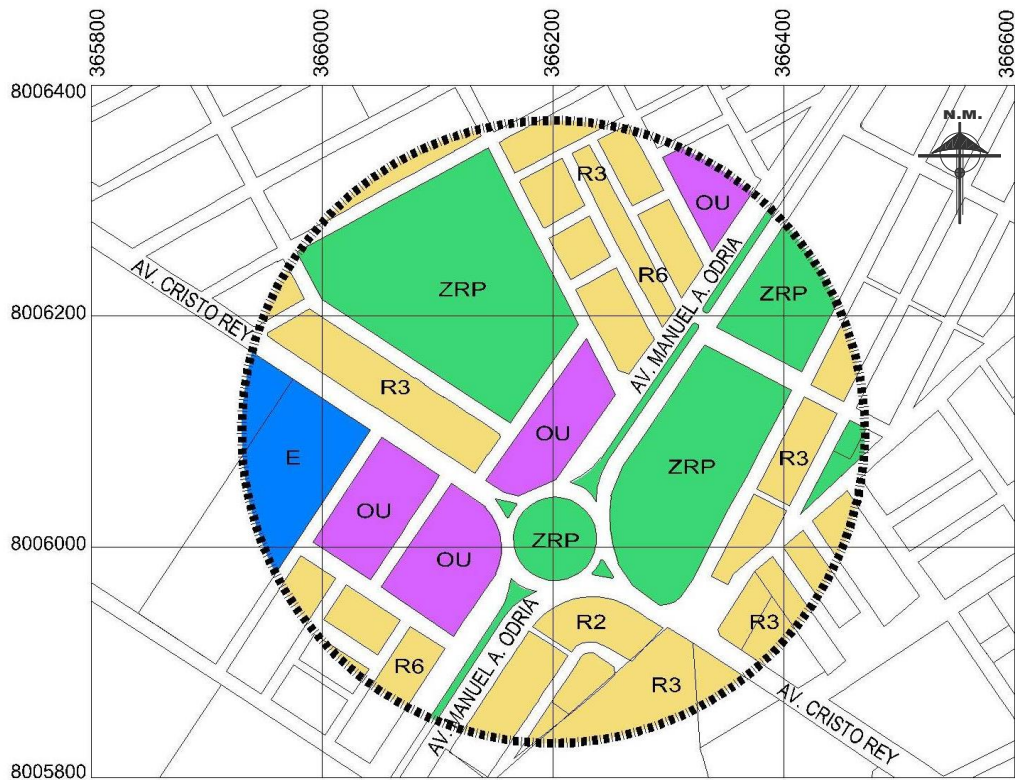 365800
366000
366200
366400
366600
8006400
N.M.
R3
OU
ZRP
R6
ZRP
AV. CRISTO REY
8006200
AV. MANUEL A. ODRIA
R3
OU
R3
E
ZRP
OU
OU
ZRP
8006000
R2
R3
R6
AV. MANUEL A. ODRIA
R3
AV. CRISTO REY
8005800